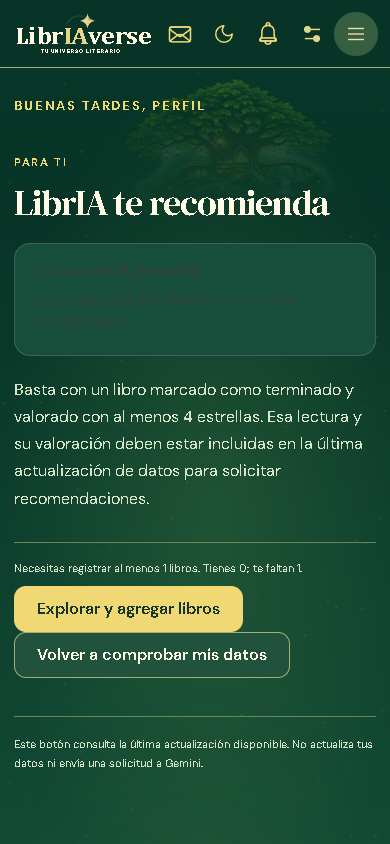 LibrIAverse
TU UNIVERSO LITERARIO
BUENAS TARDES, PERFIL
PARA TI
LibrIA te recomienda
Basta con un libro marcado como terminado y
valorado con al menos 4 estrellas. Esa lectura y
su valoración deben estar incluidas en la última
actualización de datos para solicitar
recomendaciones.
Necesitas registrar al menos 1 libros. Tienes 0; te faltan 1.
Explorar y agregar libros
Volver a comprobar mis datos
Este botón consulta la última actualización disponible. No actualiza tus
datos ni envía una solicitud a Gemini.